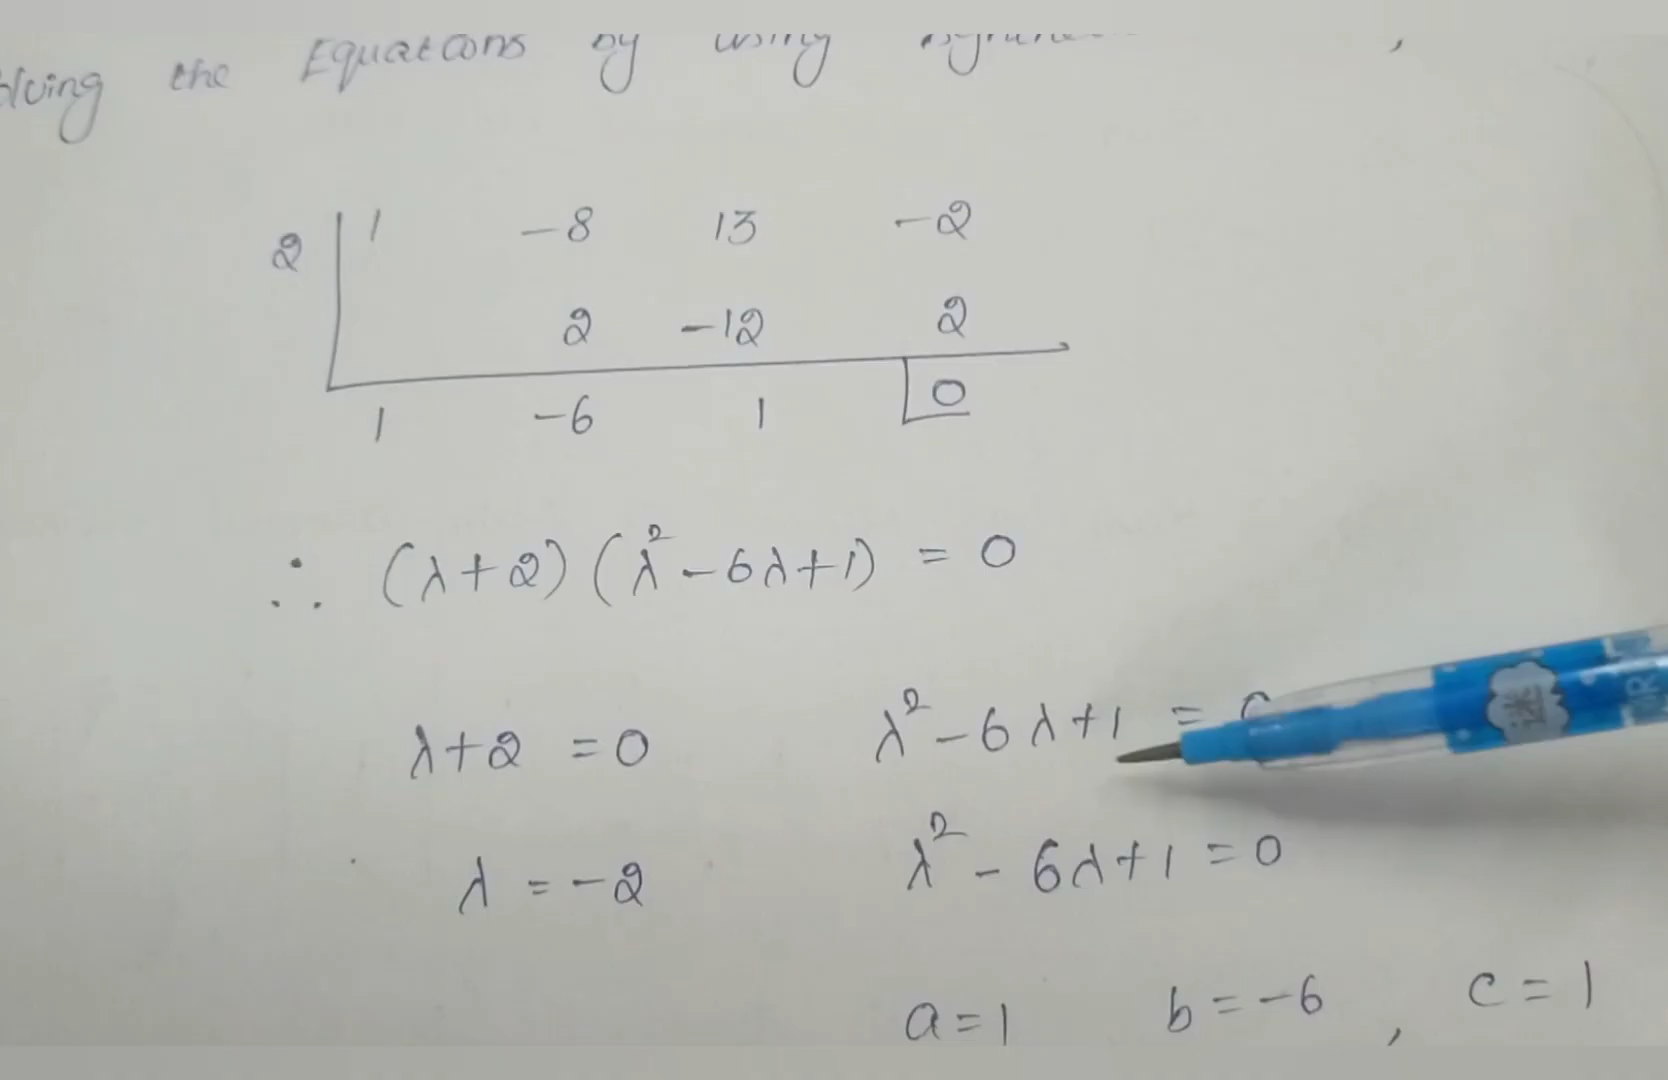 olving the Equations by using
2 | 1 -8 13 -2
2 -12 2
1 -6 1 0
∴ (λ+2) (λ²-6λ+1) = 0
λ+2 = 0 λ²-6λ+1 =
λ = -2 λ² - 6λ+1 = 0
a=1 b=-6 , c=1